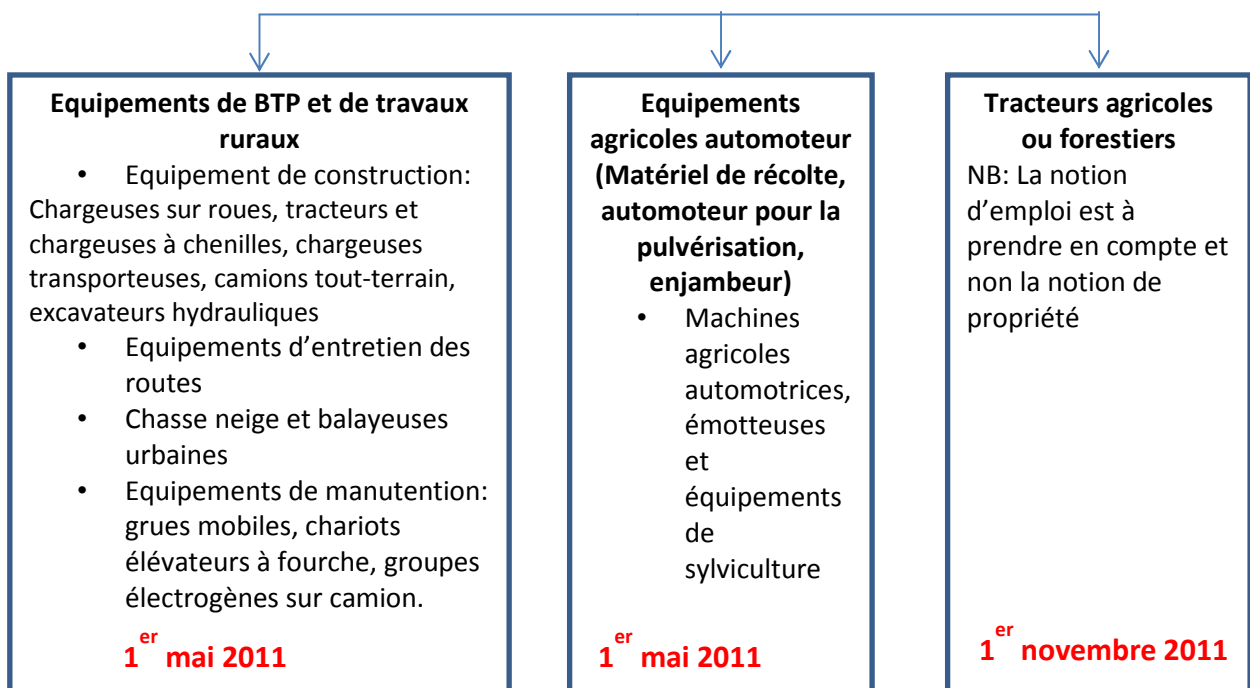 Equipements de BTP et de travaux
ruraux
• Equipement de construction:
Chargeuses sur roues, tracteurs et
chargeuses à chenilles, chargeuses
transporteuses, camions tout-terrain,
excavateurs hydrauliques
• Equipements d’entretien des
routes
• Chasse neige et balayeuses
urbaines
• Equipements de manutention:
grues mobiles, chariots
élévateurs à fourche, groupes
électrogènes sur camion.
1er mai 2011
Equipements
agricoles automoteur
(Matériel de récolte,
automoteur pour la
pulvérisation,
enjambeur)
• Machines
agricoles
automotrices,
émotteuses
et
équipements
de
sylviculture
1er mai 2011
Tracteurs agricoles
ou forestiers
NB: La notion
d’emploi est à
prendre en compte et
non la notion de
propriété
1er novembre 2011